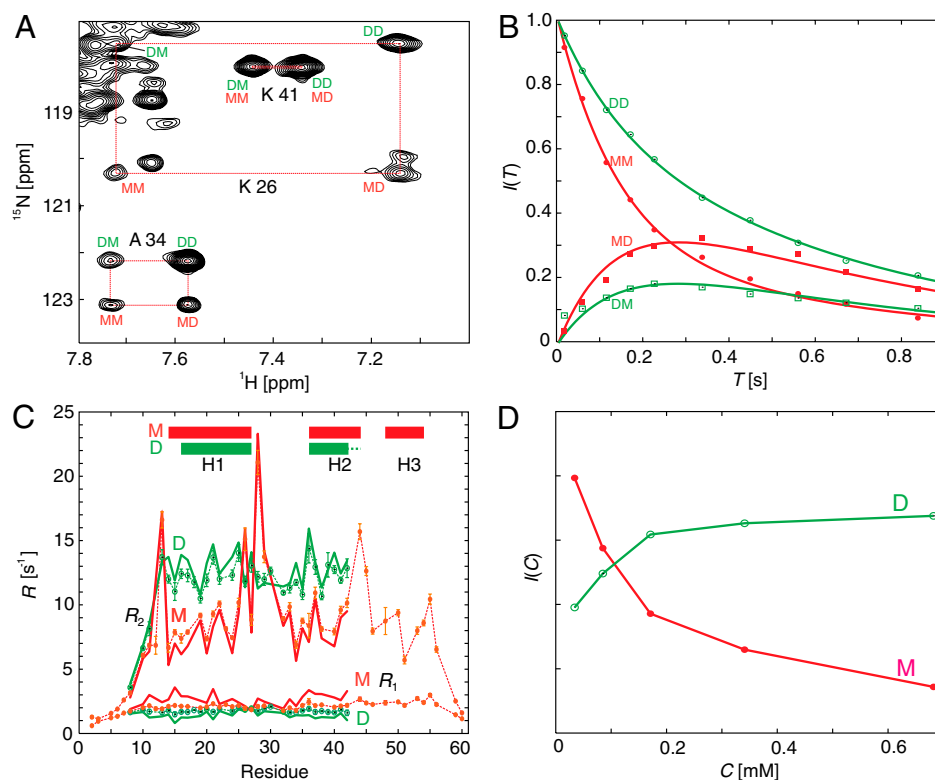 A
DM
DD
DM
MM
K 41
DD
MD
119
15N [ppm]
MM
K 26
MD
121
DM
A 34
DD
123
MM
MD
7.8
7.6
7.4
7.2
1H [ppm]
B
1.0
0.8
0.6
0.4
0.2
0
I(T)
DD
MM
MD
DM
0
0.2
0.4
0.6
0.8
T [s]
C
25
20
15
10
5
0
R [s-1]
M
D
H1
H2
H3
D
R2
M
M
R1
D
0
10
20
30
40
50
60
Residue
D
I(C)
D
M
0
0.2
0.4
0.6
C [mM]